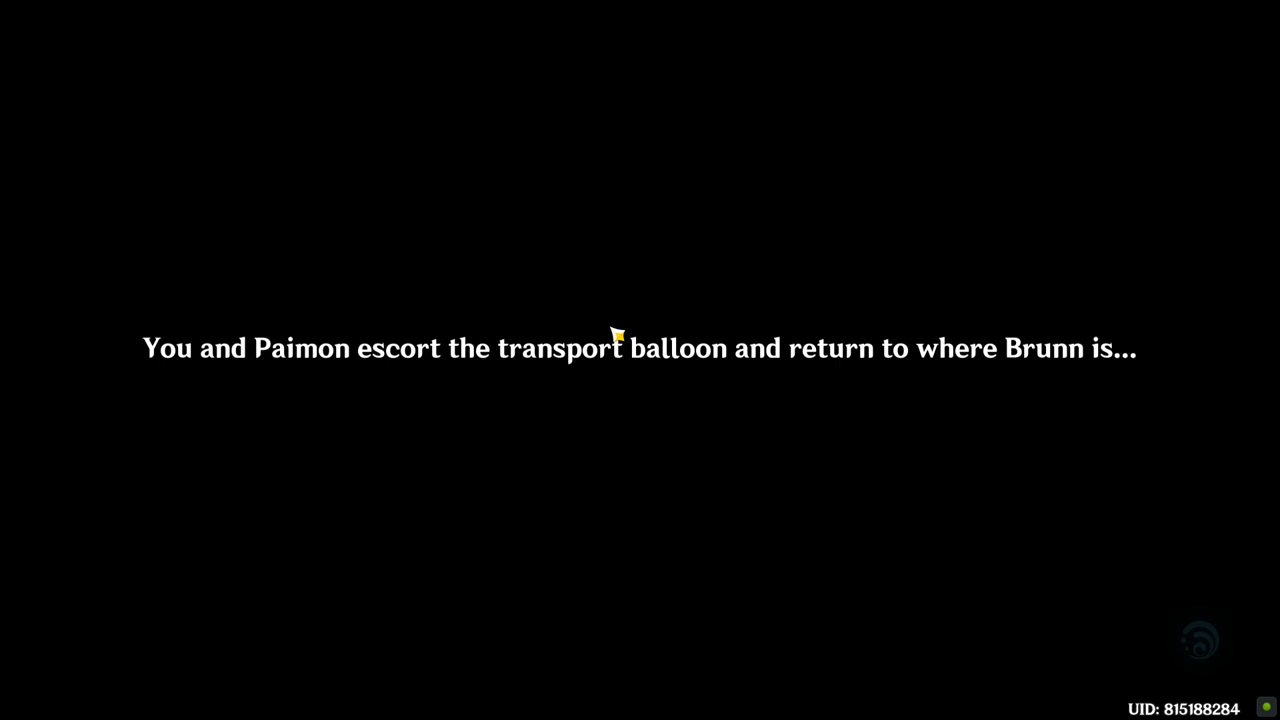 You and Paimon escort the transport balloon and return to where Brunn is...
UID: 815188284